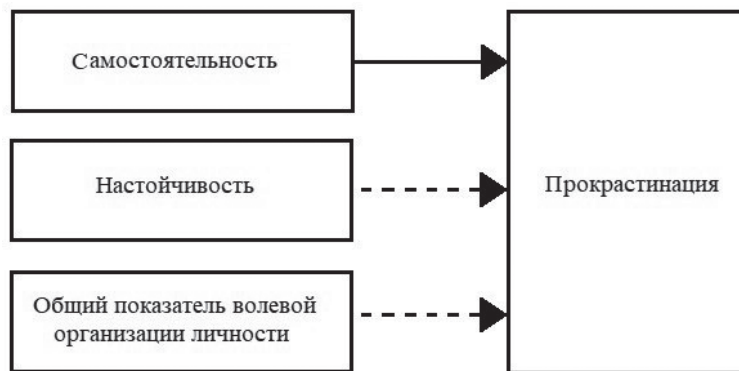 Самостоятельность
Настойчивость
Прокрастинация
Общий показатель волевой
организации личности